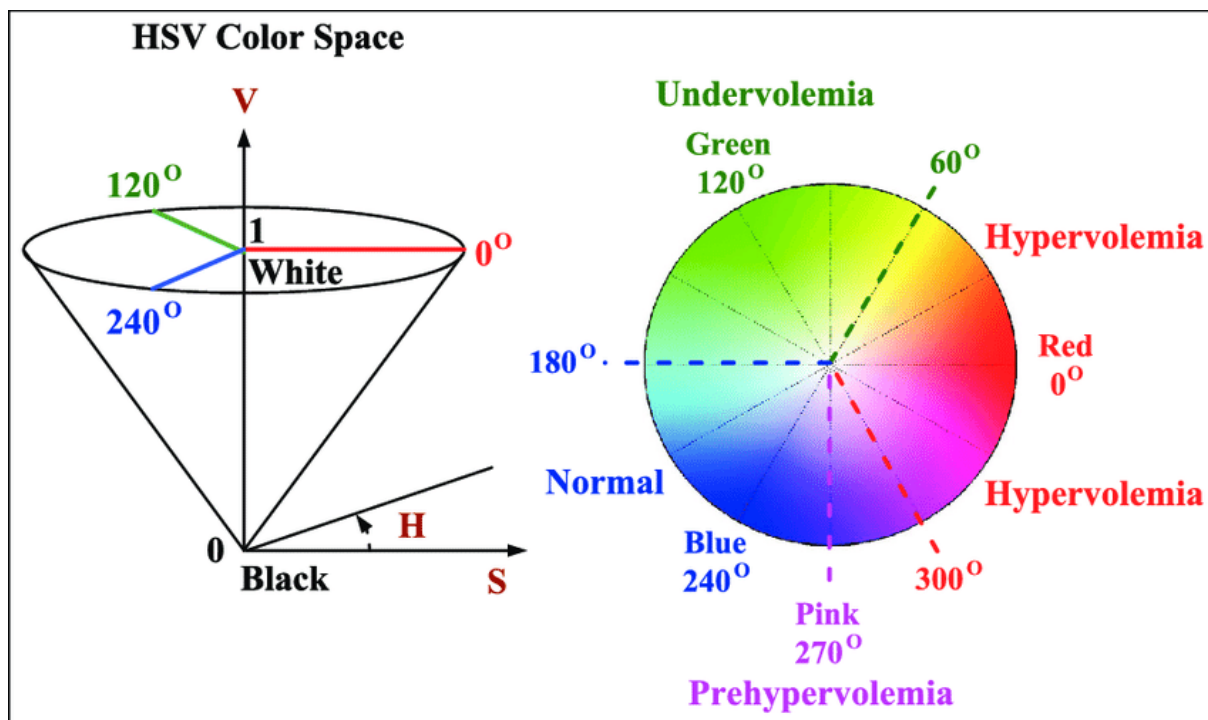 HSV Color Space
V
120°
1
White
0°
240°
0
H
Black
S
Undervolemia
Green
120°
60°
Hypervolemia
180°
Red
0°
Normal
Hypervolemia
Blue
240°
300°
Pink
270°
Prehypervolemia